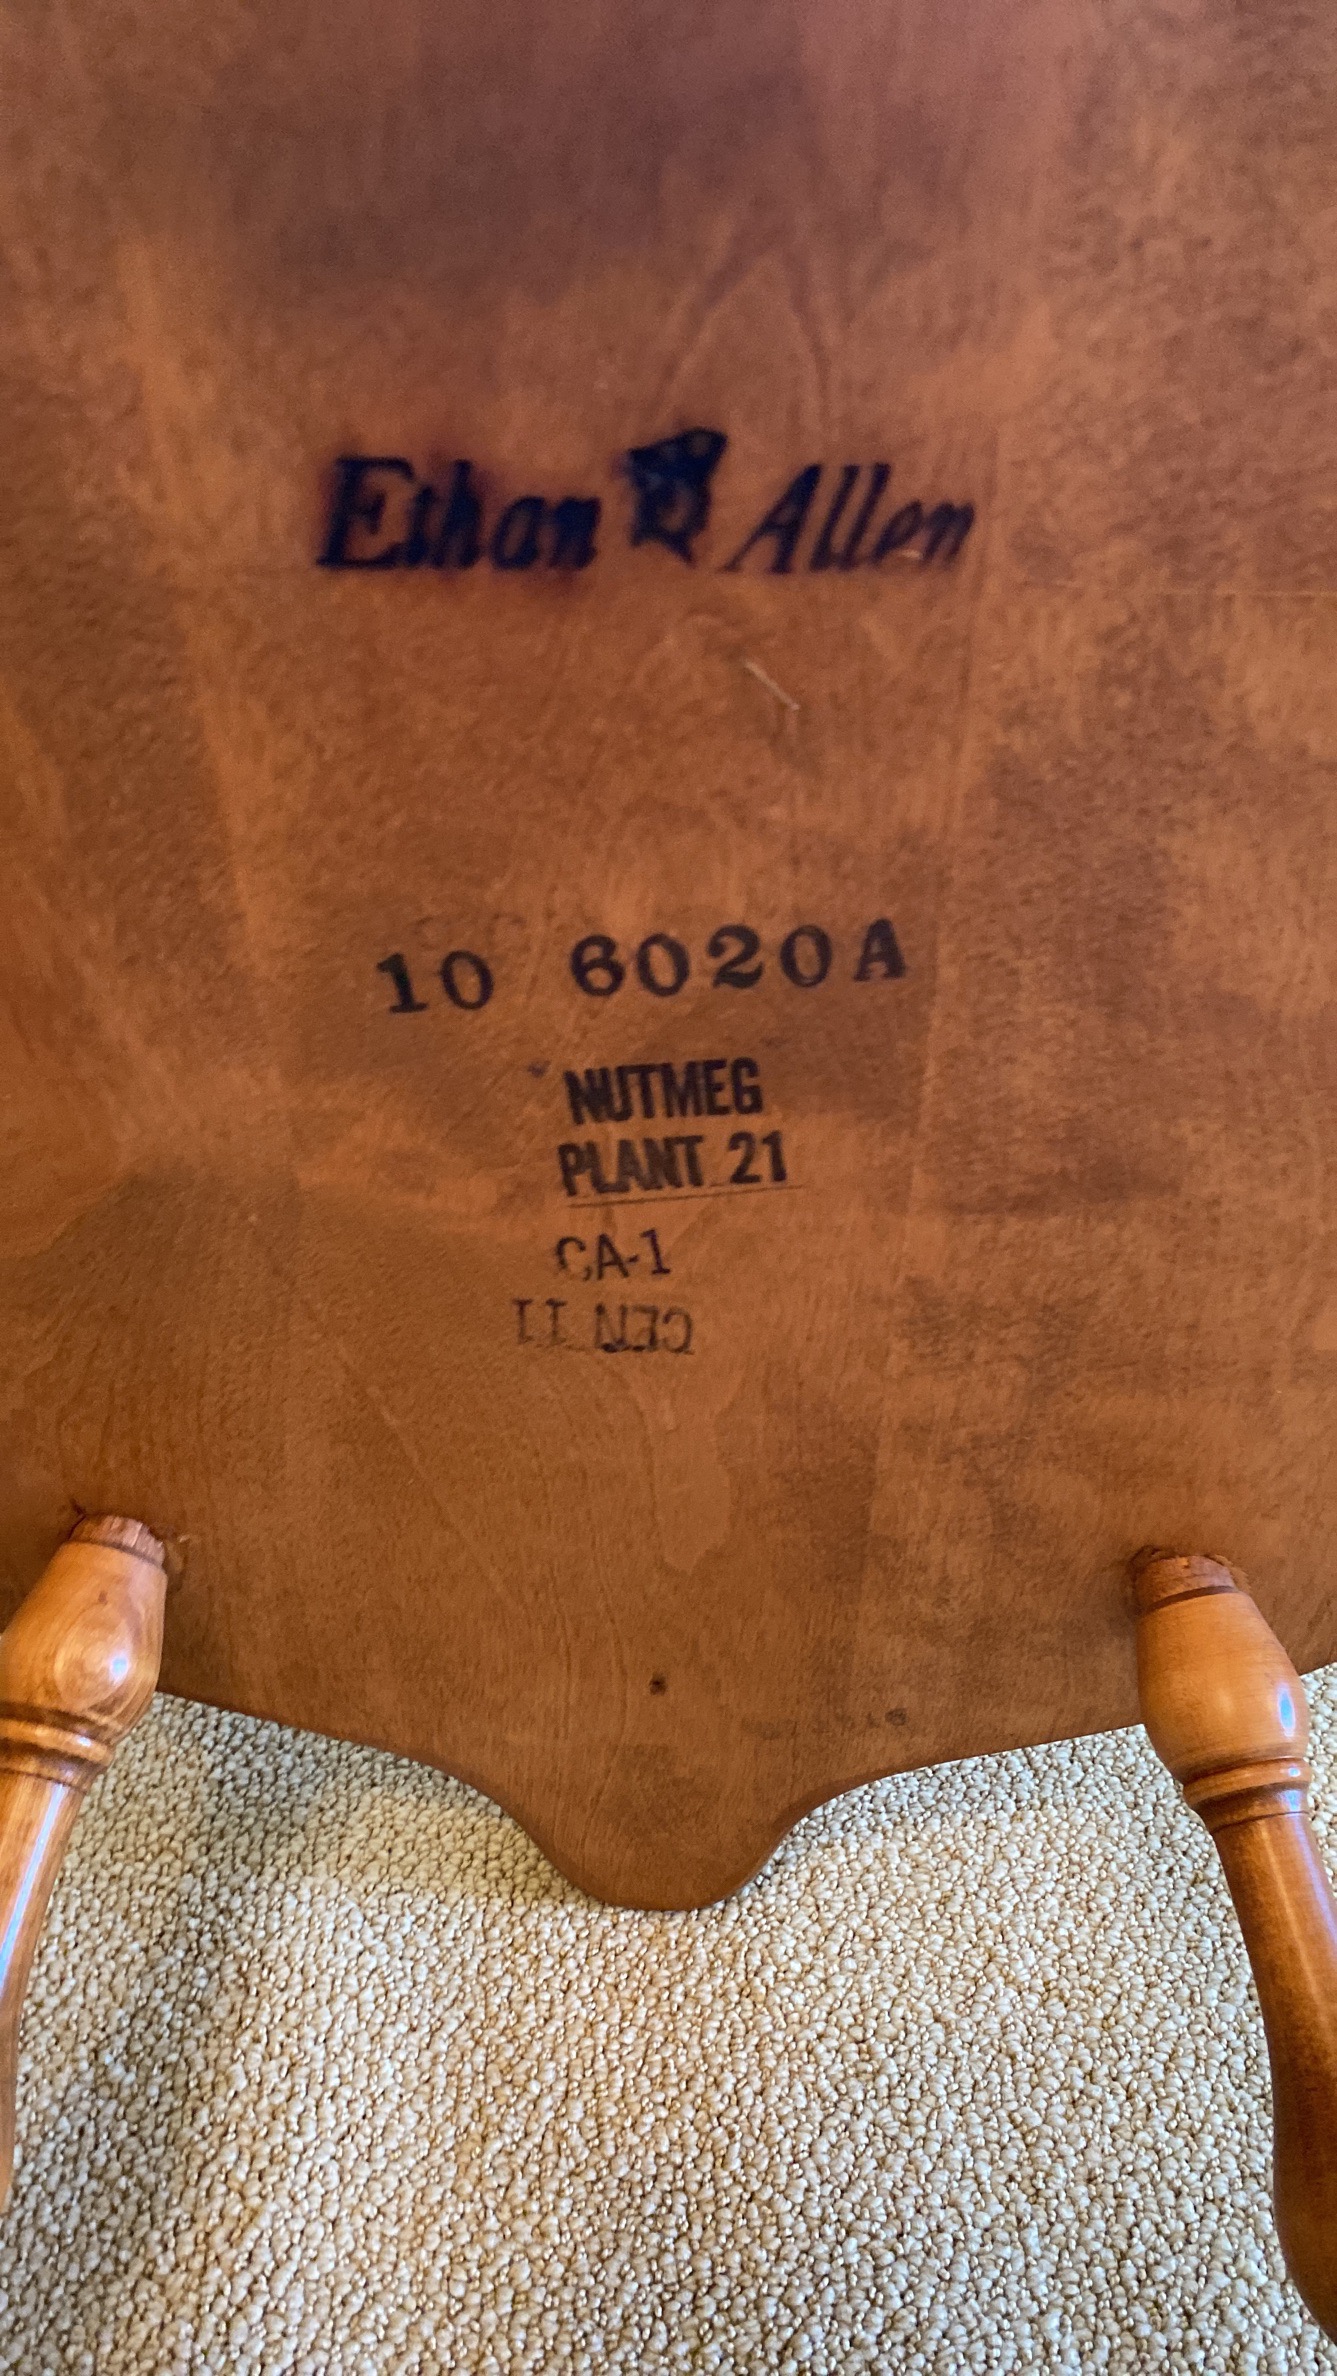 Ethan Allen
10 6020A
NUTMEG
PLANT 21
CA-1